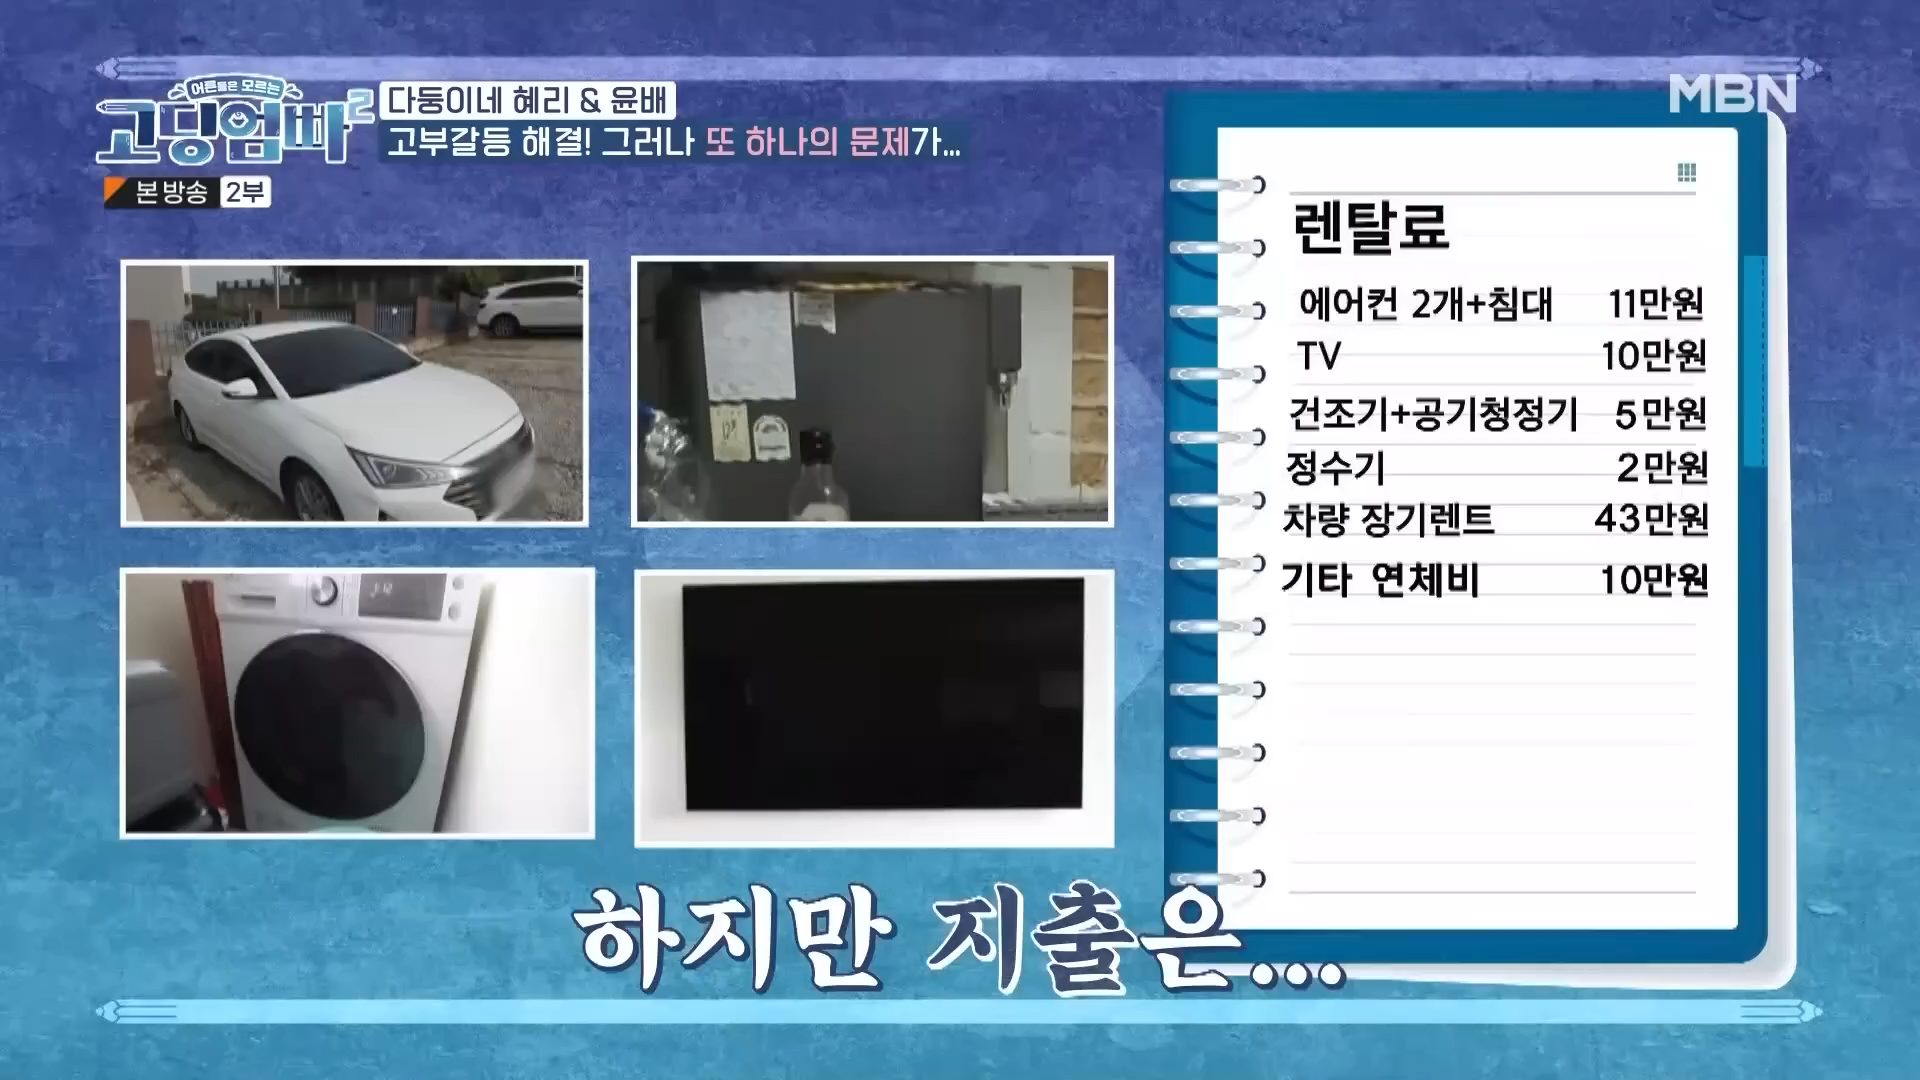 어른들은 모르는
고딩엄빠2
다둥이네 혜리 & 윤배
고부갈등 해결! 그러나 또 하나의 문제가...
본방송 2부
MBN
렌탈료
에어컨 2개+침대 11만원
TV 10만원
건조기+공기청정기 5만원
정수기 2만원
차량 장기렌트 43만원
기타 연체비 10만원
하지만 지출은...